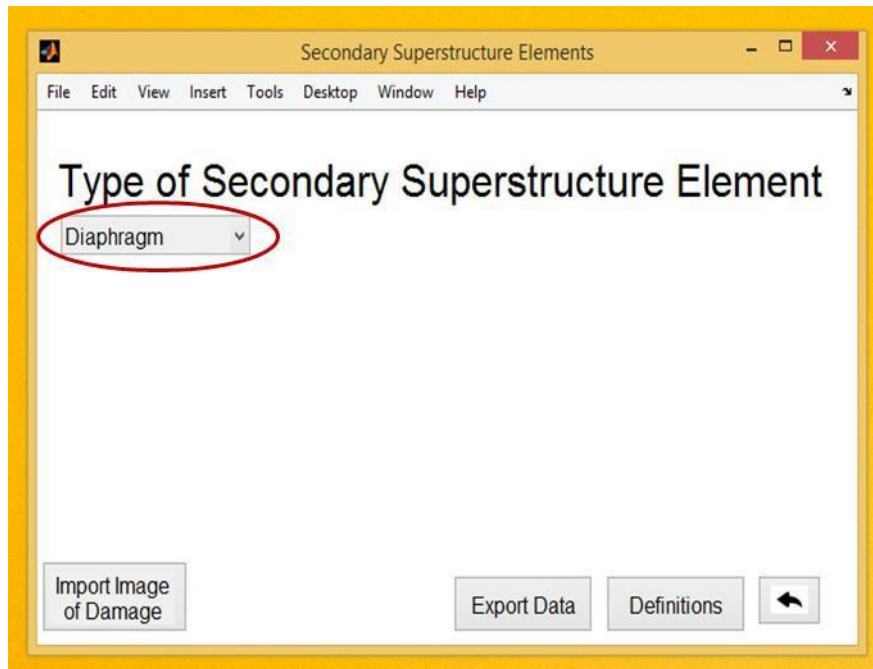 Secondary Superstructure Elements
File Edit View Insert Tools Desktop Window Help
Type of Secondary Superstructure Element
Diaphragm
Import Image
of Damage
Export Data
Definitions